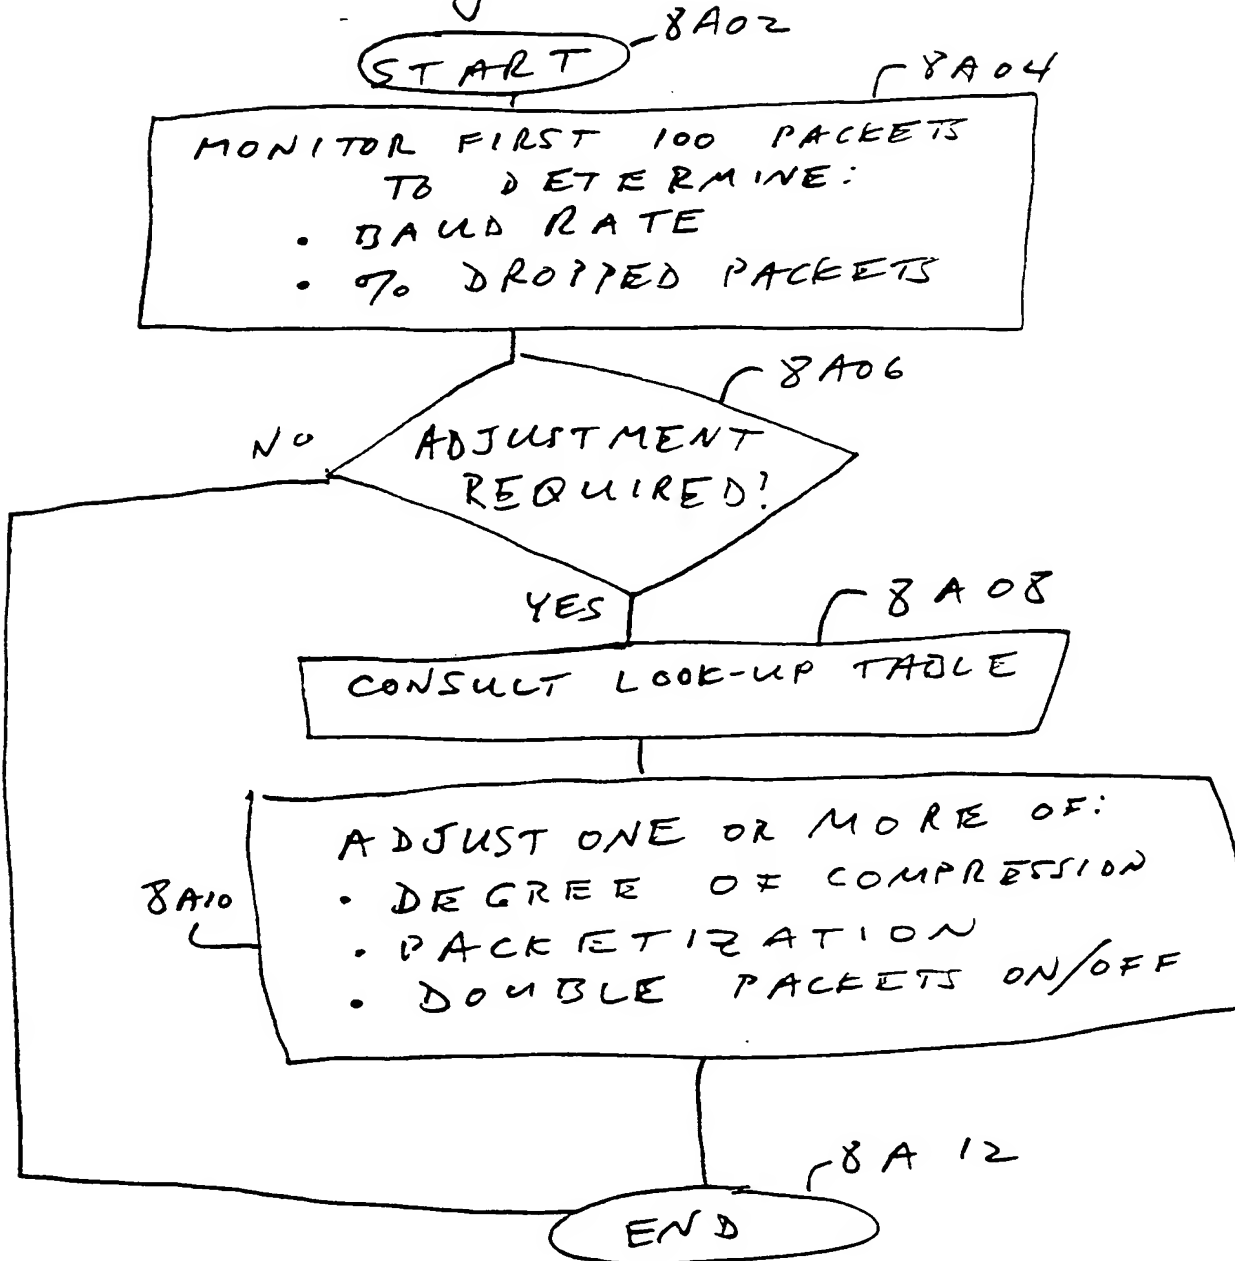 8A02
START
8A04
MONITOR FIRST 100 PACKETS
TO DETERMINE:
• BAUD RATE
• % DROPPED PACKETS
8A06
NO
ADJUSTMENT
REQUIRED?
YES
8A08
CONSULT LOOK-UP TABLE
ADJUST ONE OR MORE OF:
• DEGREE OF COMPRESSION
8A10
• PACKETIZATION
• DOUBLE PACKETS ON/OFF
8A12
END